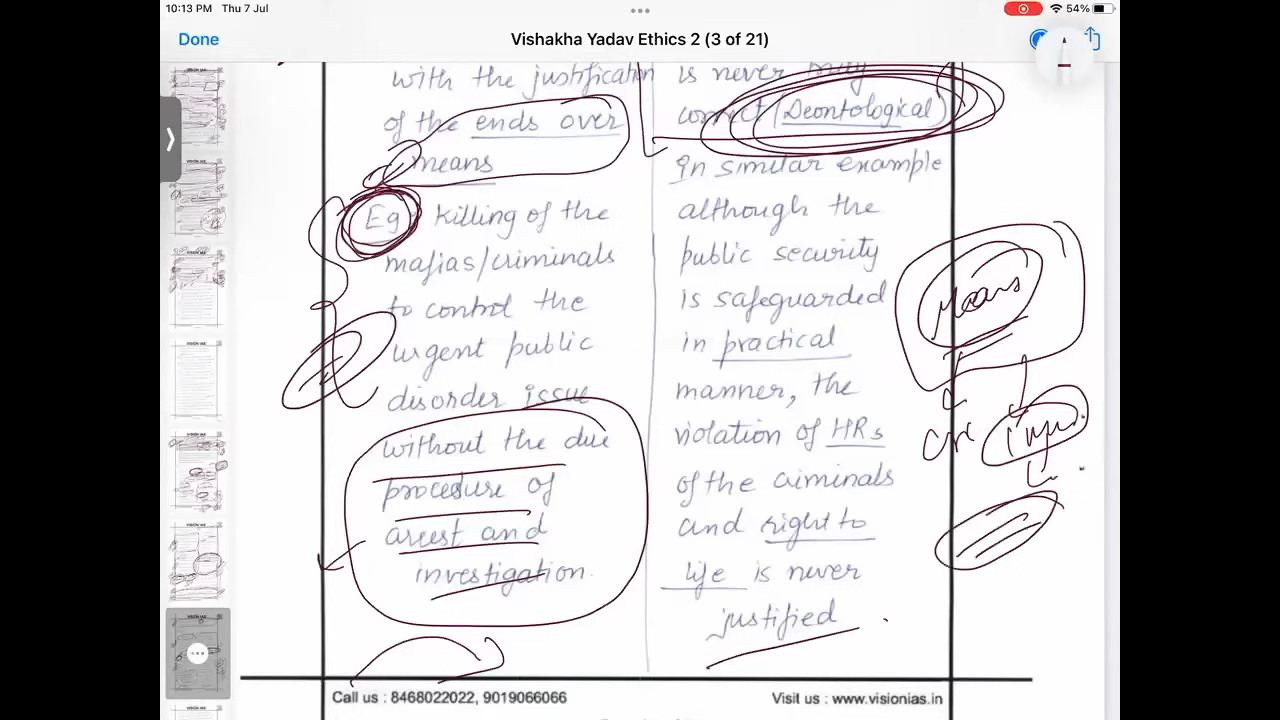 10:13 PM Thu 7 Jul
54%
Done
Vishakha Yadav Ethics 2 (3 of 21)
with the justification
of the ends over
means
Eg killing of the
mafias/criminals
to control the
urgent public
disorder issue
without the due
procedure of
arrest and
investigation.
is never
correct (Deontological)
In similar example
although the
public security
is safeguarded
in practical
manner, the
violation of HRs
of the criminals
and right to
life is never
justified.
Means
Call us : 8468022022, 9019066066
Visit us : www.visionias.in